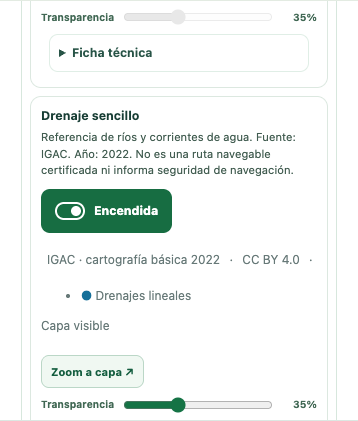 Transparencia 35%
▶ Ficha técnica
Drenaje sencillo
Referencia de ríos y corrientes de agua. Fuente:
IGAC. Año: 2022. No es una ruta navegable
certificada ni informa seguridad de navegación.
Encendida
IGAC · cartografía básica 2022 · CC BY 4.0 ·
• Drenajes lineales
Capa visible
Zoom a capa ↗
Transparencia 35%